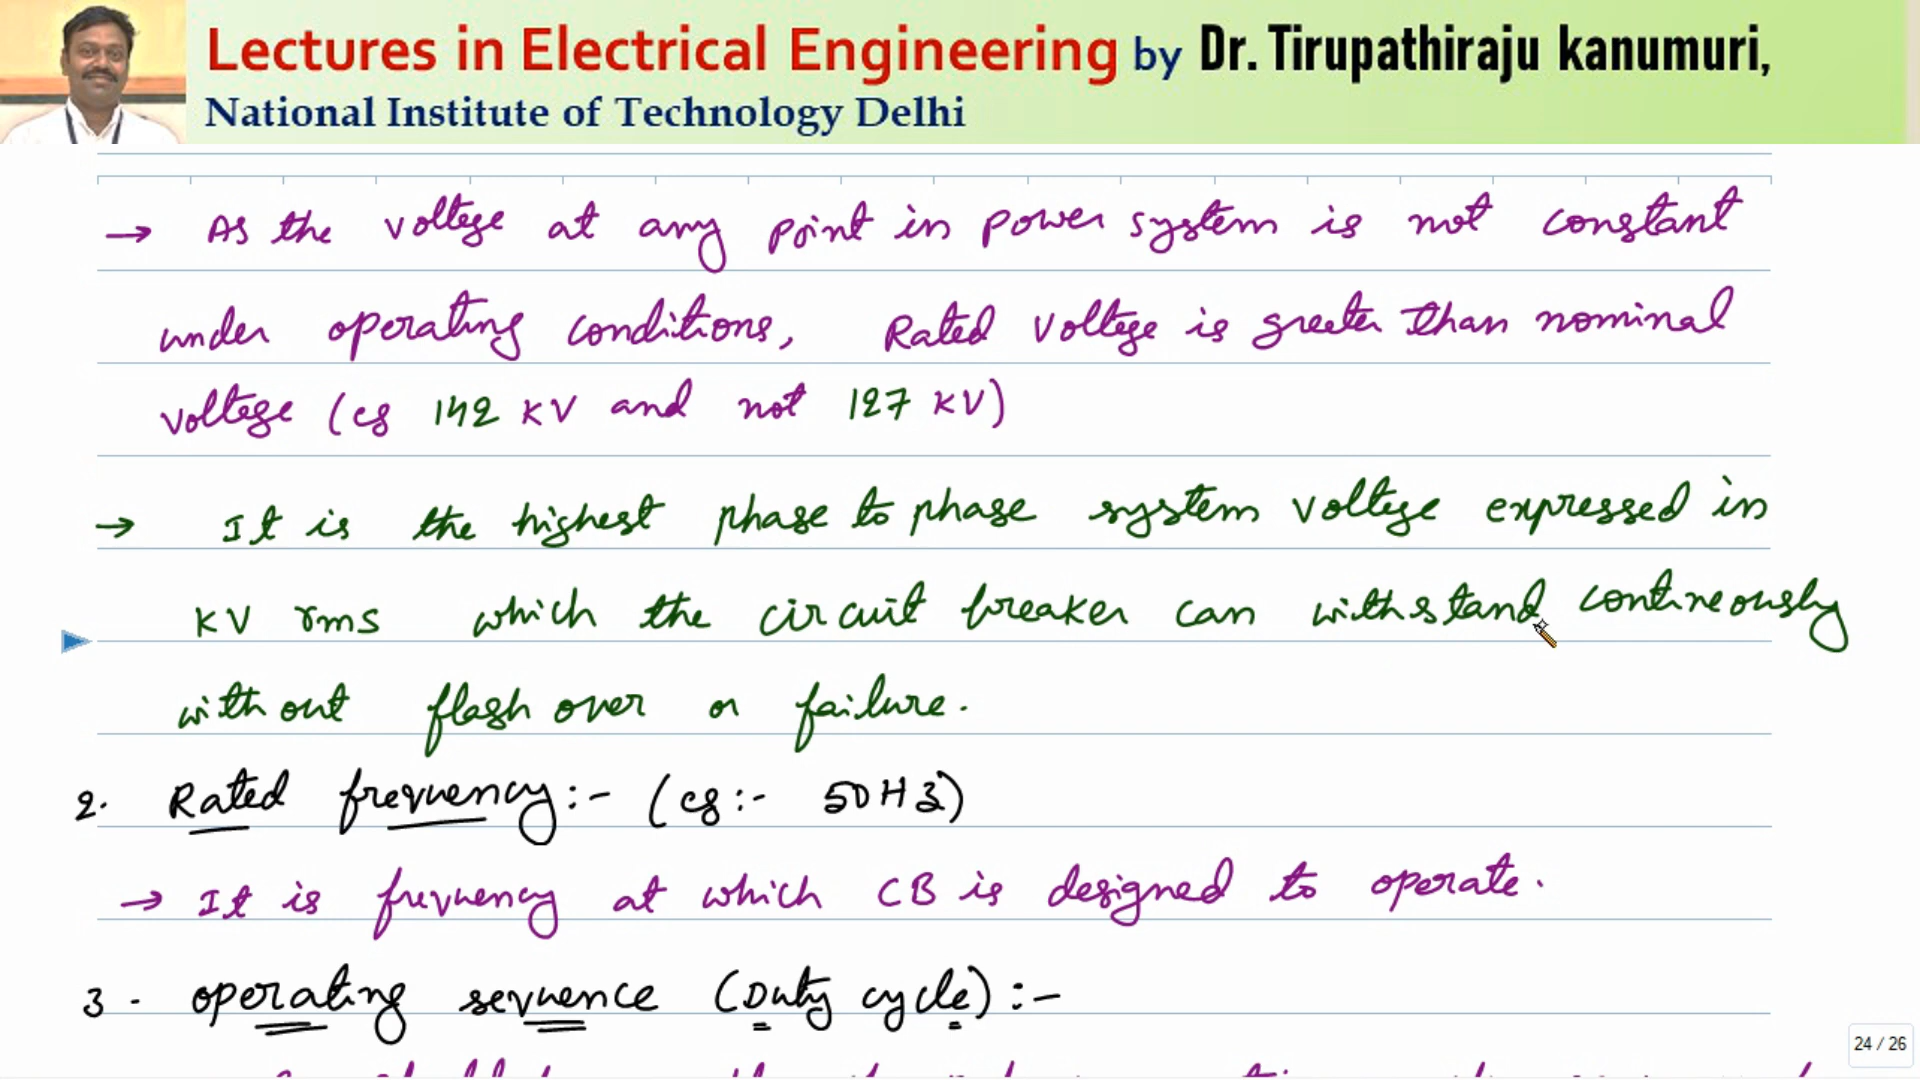 Lectures in Electrical Engineering by Dr. Tirupathiraju kanumuri,
National Institute of Technology Delhi
→ As the voltage at any point in power system is not constant
under operating conditions, Rated voltage is greater than nominal
voltage (eg 142 KV and not 127 KV)
→ It is the highest phase to phase system voltage expressed in
KV rms which the circuit breaker can withstand contineously
without flash over or failure.
2. Rated frequency:- (eg:- 50Hz)
→ It is frequency at which CB is designed to operate.
3. operating sequence (Duty cycle):-
24 / 26